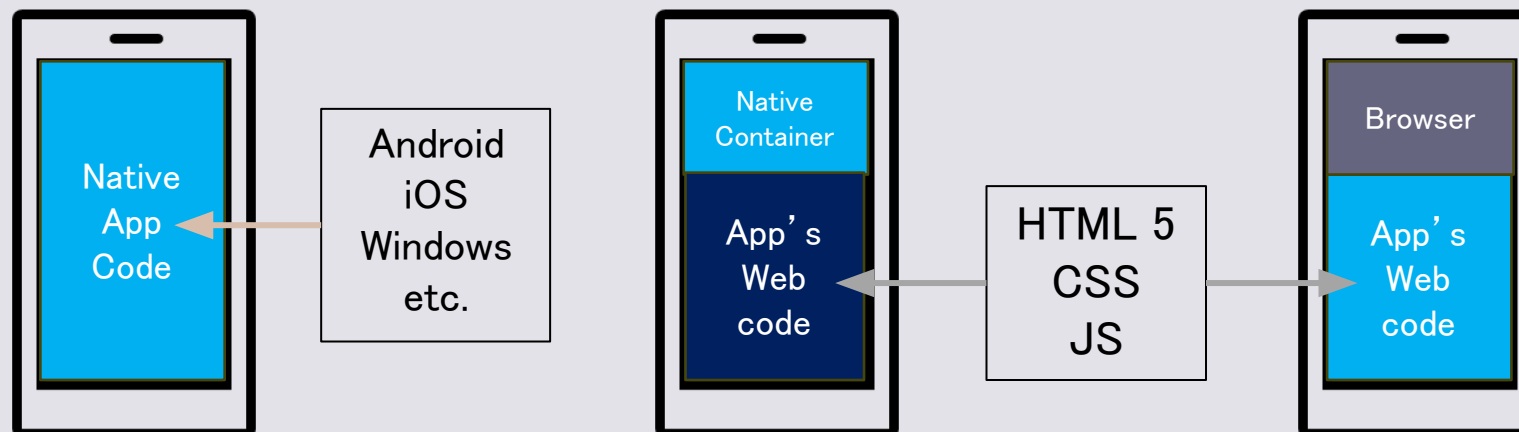 Native
App
Code
Android
iOS
Windows
etc.
Native
Container
App’s
Web
code
HTML 5
CSS
JS
Browser
App’s
Web
code